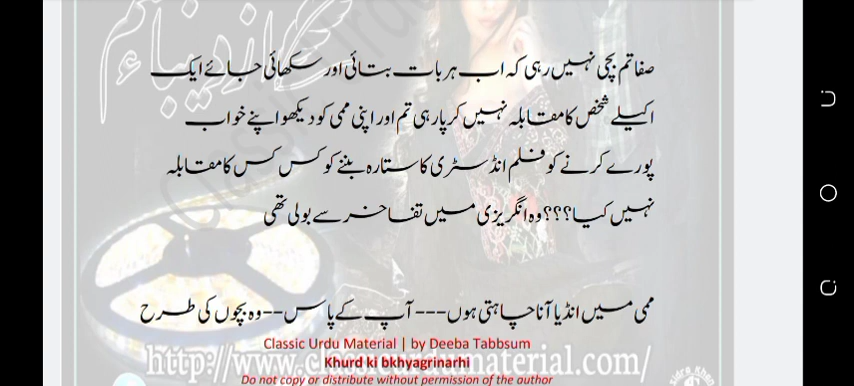 صفا تم بچی نہیں رہی کہ اب ہر بات بتائی اور سکھائی جائے ایک
اکیلے شخص کا مقابلہ نہیں کر پا رہی تم اور اپنی ممی کو دیکھو اپنے خواب
پورے کرنے کو فلم انڈسٹری کا ستارہ بننے کو کس کس کا مقابلہ
نہیں کیا؟؟؟ وہ انگریزی میں تفاخر سے بولی تھی
ممی میں انڈیا آنا چاہتی ہوں--- آپ کے پاس-- وہ بچوں کی طرح
Classic Urdu Material | by Deeba Tabbsum
Khurd ki bkhyagrinarhi
http://www.classicurdumaterial.com/
Do not copy or distribute without permission of the author